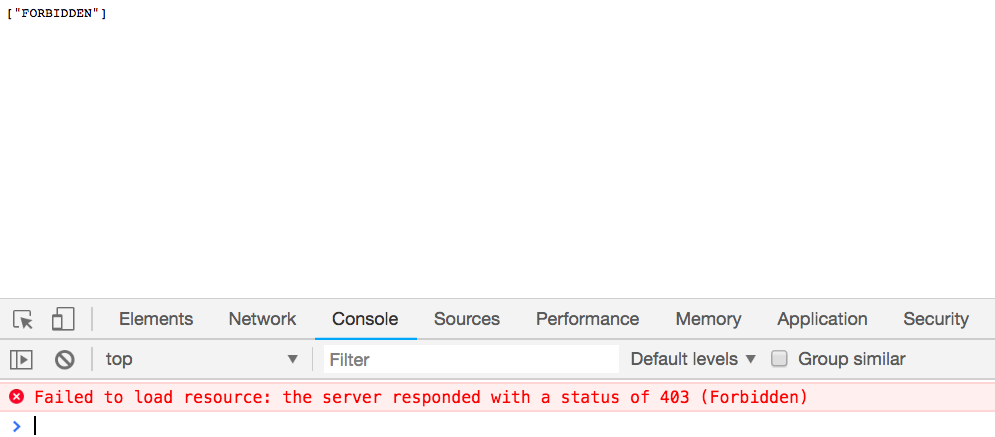 ["FORBIDDEN"]
Elements Network Console Sources Performance Memory Application Security
top Filter Default levels Group similar
Failed to load resource: the server responded with a status of 403 (Forbidden)